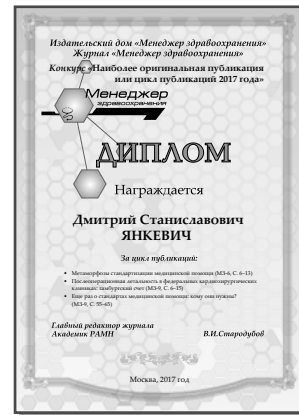 Издательский дом «Менеджер здравоохранения»
Журнал «Менеджер здравоохранения»
Конкурс «Наиболее оригинальная публикация
или цикл публикаций 2017 года»
Менеджер
здравоохранения
ДИПЛОМ
Награждается
Дмитрий Станиславович
ЯНКЕВИЧ
За цикл публикаций:
• Метаморфозы стандартизации медицинской помощи (МЗ-6, С. 6–13)
• Послеоперационная летальность в федеральных кардиохирургических
клиниках: гамбургский счет (МЗ-9, С. 6–15)
• Еще раз о стандартах медицинской помощи: кому они нужны?
(МЗ-9, С. 55–65)
Главный редактор журнала
Академик РАМН В.И.Стародубов
Москва, 2017 год